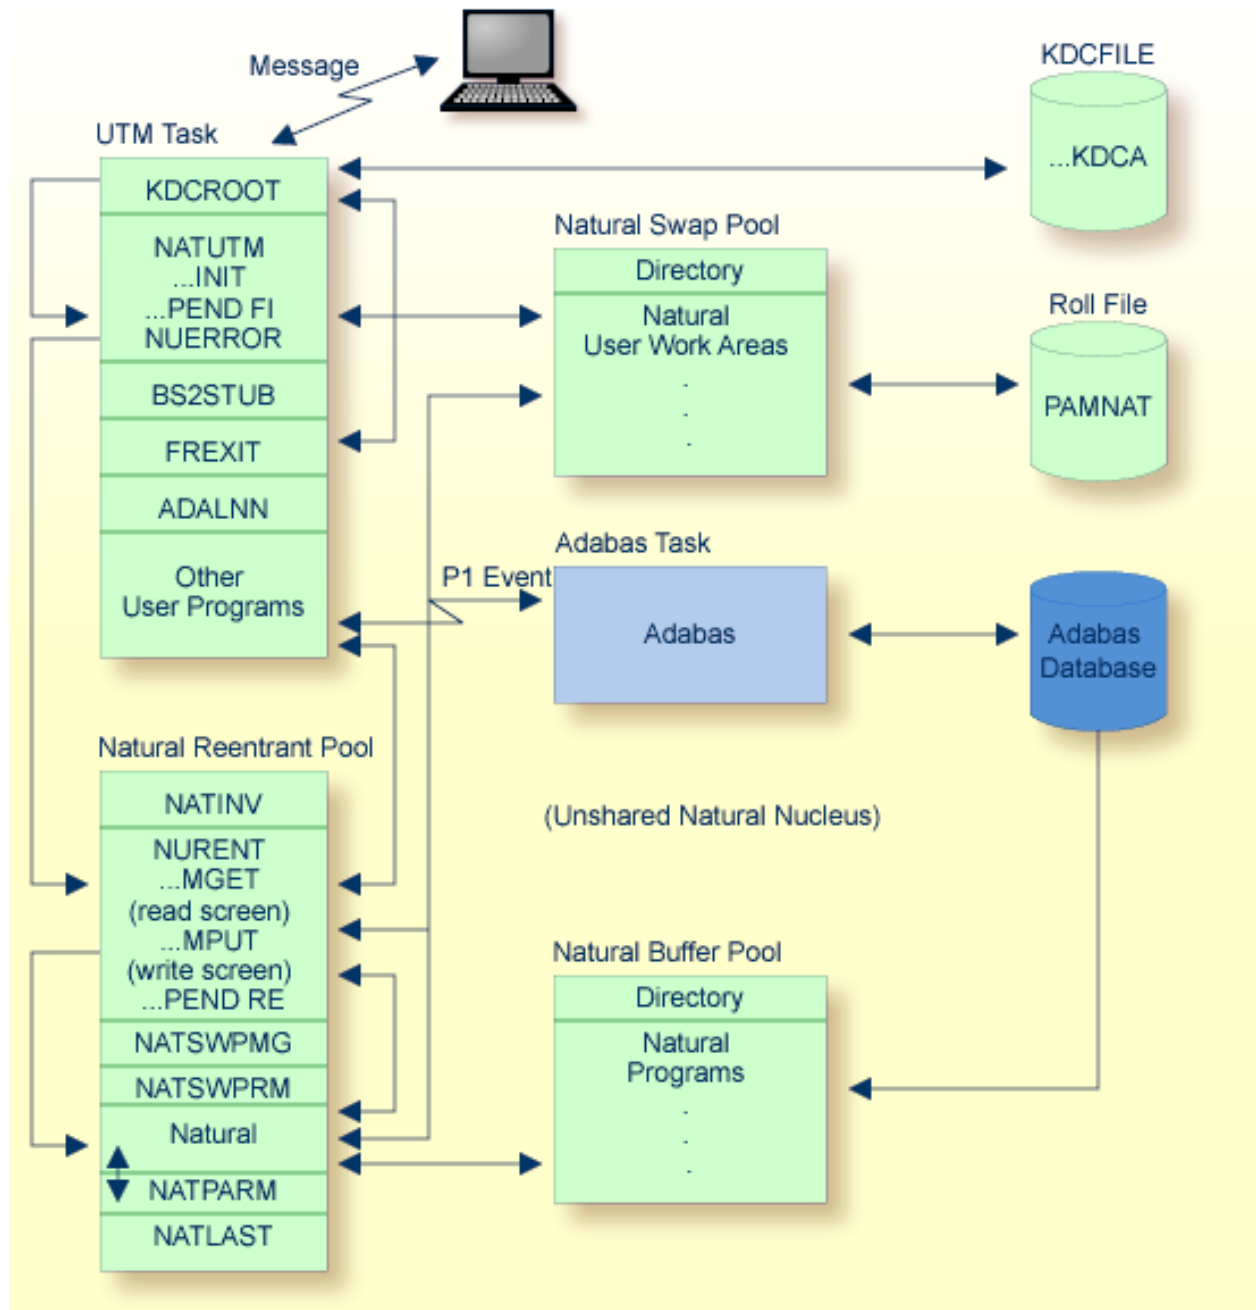 Message
KDCFILE
...KDCA
UTM Task
KDCROOT
NATUTM
...INIT
...PEND FI
NUERROR
BS2STUB
FREXIT
ADALNN
Other
User Programs
Natural Swap Pool
Directory
Natural
User Work Areas
.
.
.
Roll File
PAMNAT
Adabas Task
P1 Event
Adabas
Adabas
Database
Natural Reentrant Pool
NATINV
NURENT
...MGET
(read screen)
...MPUT
(write screen)
...PEND RE
NATSWPMG
NATSWPRM
Natural
NATPARM
NATLAST
(Unshared Natural Nucleus)
Natural Buffer Pool
Directory
Natural
Programs
.
.
.